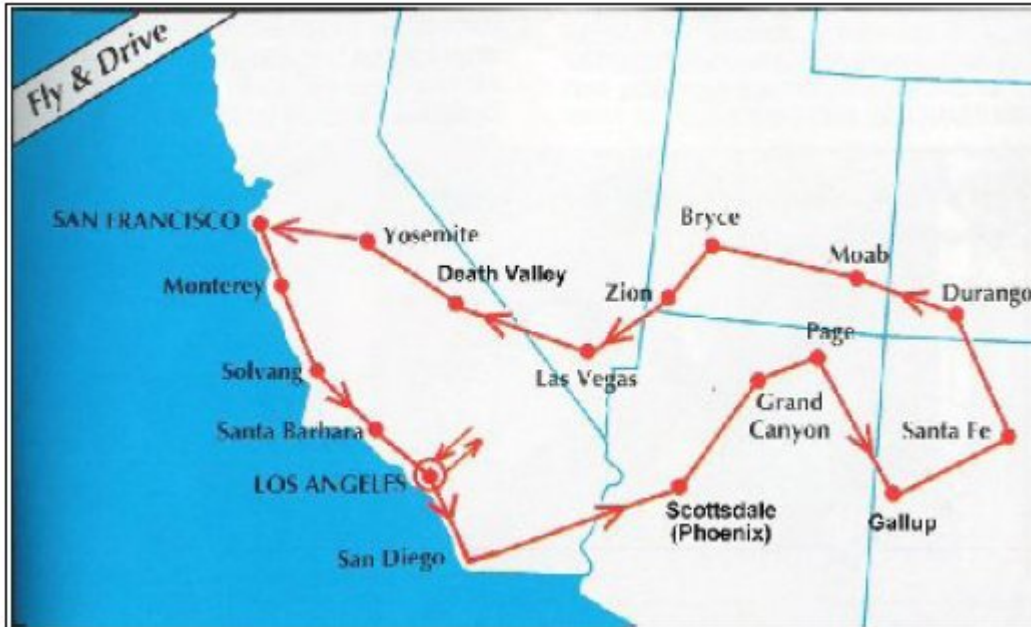 Fly & Drive
SAN FRANCISCO
Yosemite
Bryce
Monterey
Death Valley
Zion
Moab
Durango
Page
Solvang
Las Vegas
Grand
Canyon
Santa Barbara
Santa Fe
LOS ANGELES
Scottsdale
(Phoenix)
Gallup
San Diego